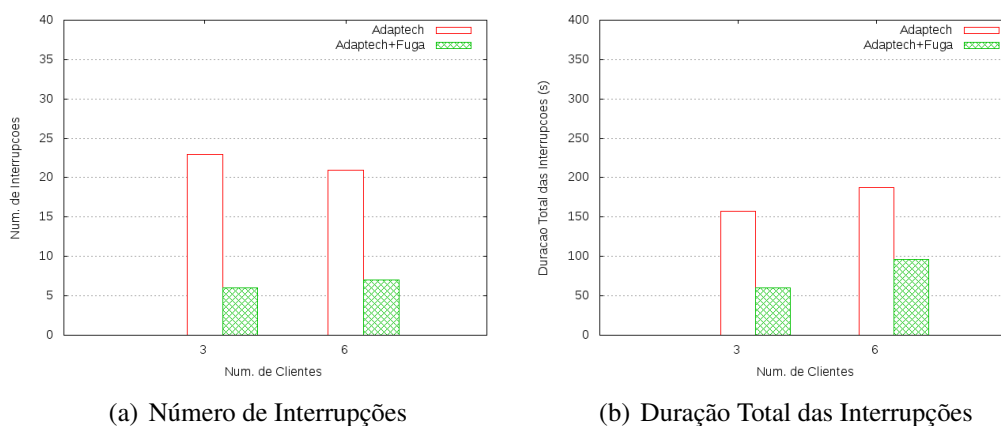 40
35
30
25
20
15
10
5
0
Num. de Interrupcoes
Adaptech
Adaptech+Fuga
3
6
Num. de Clientes
(a) Número de Interrupções
400
350
300
250
200
150
100
50
0
Duracao Total das Interrupcoes (s)
Adaptech
Adaptech+Fuga
3
6
Num. de Clientes
(b) Duração Total das Interrupções